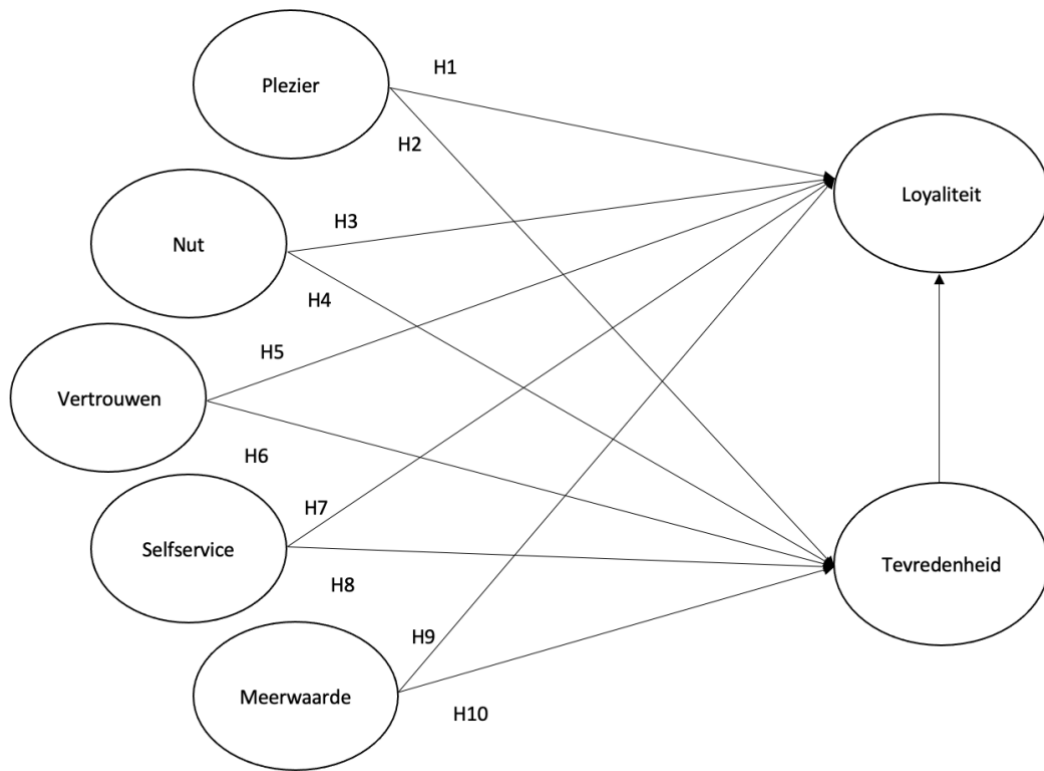 Plezier
H1
H2
Loyaliteit
Nut
H3
H4
Vertrouwen
H5
H6
Selfservice
H7
H8
Tevredenheid
Meerwaarde
H9
H10